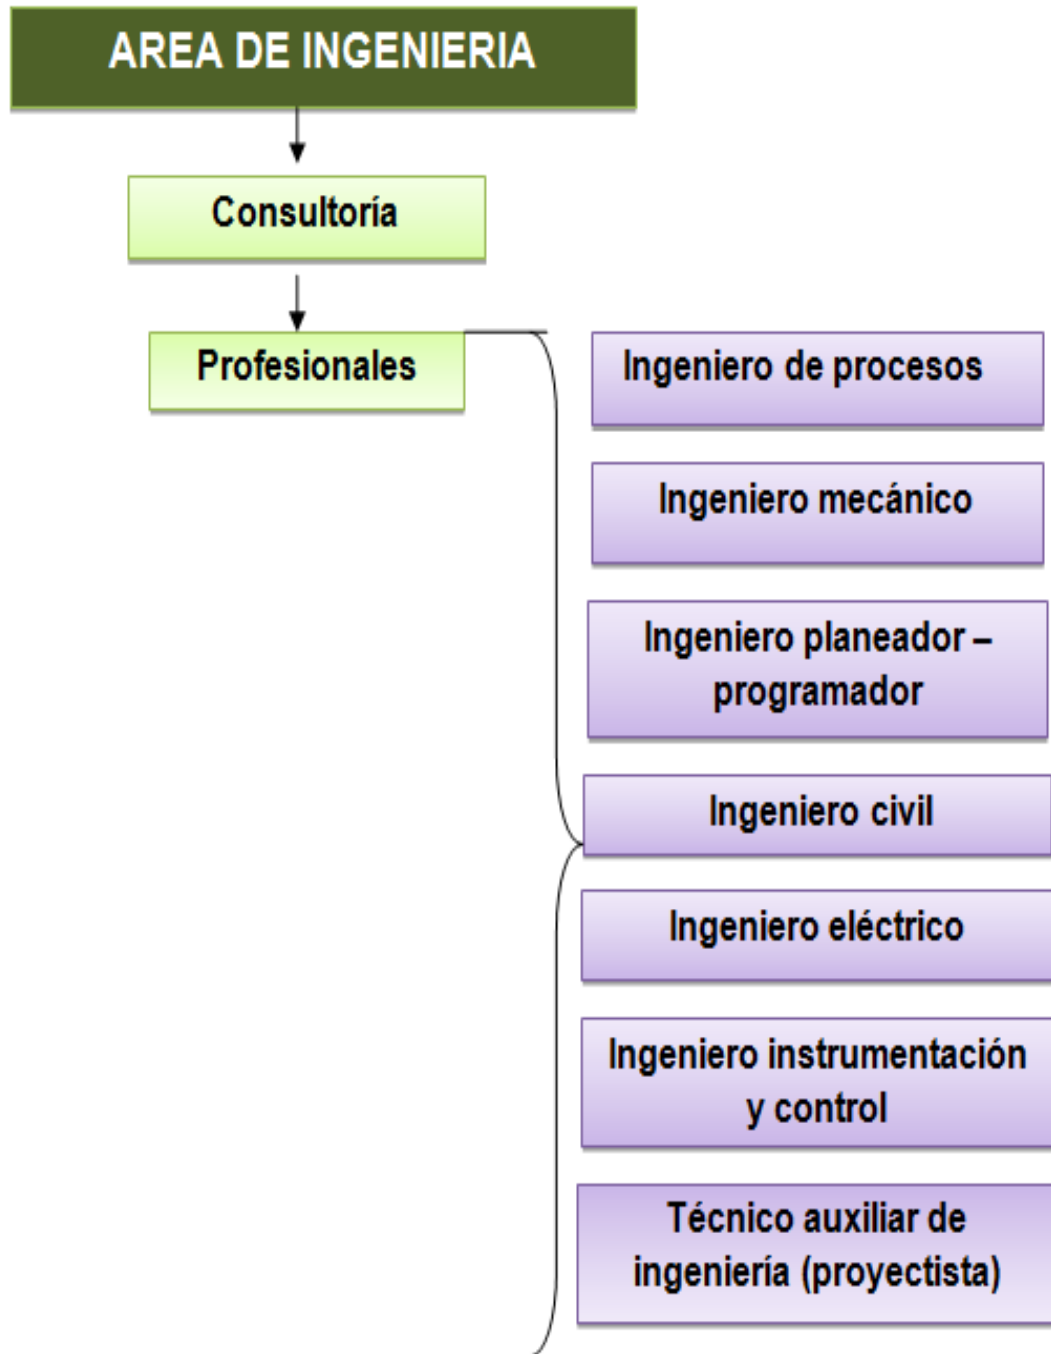 AREA DE INGENIERIA
Consultoría
Profesionales
Ingeniero de procesos
Ingeniero mecánico
Ingeniero planeador –
programador
Ingeniero civil
Ingeniero eléctrico
Ingeniero instrumentación
y control
Técnico auxiliar de
ingeniería (proyectista)